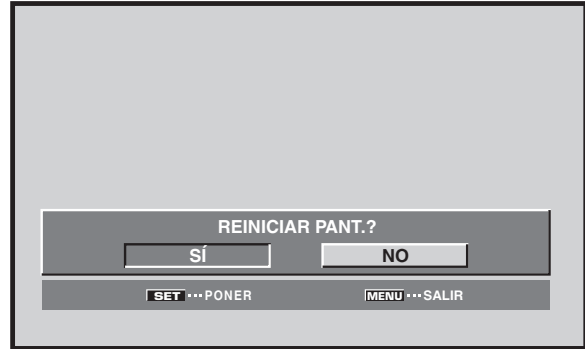 REINICIAR PANT.?
SÍ NO
SET ···PONER MENU ···SALIR